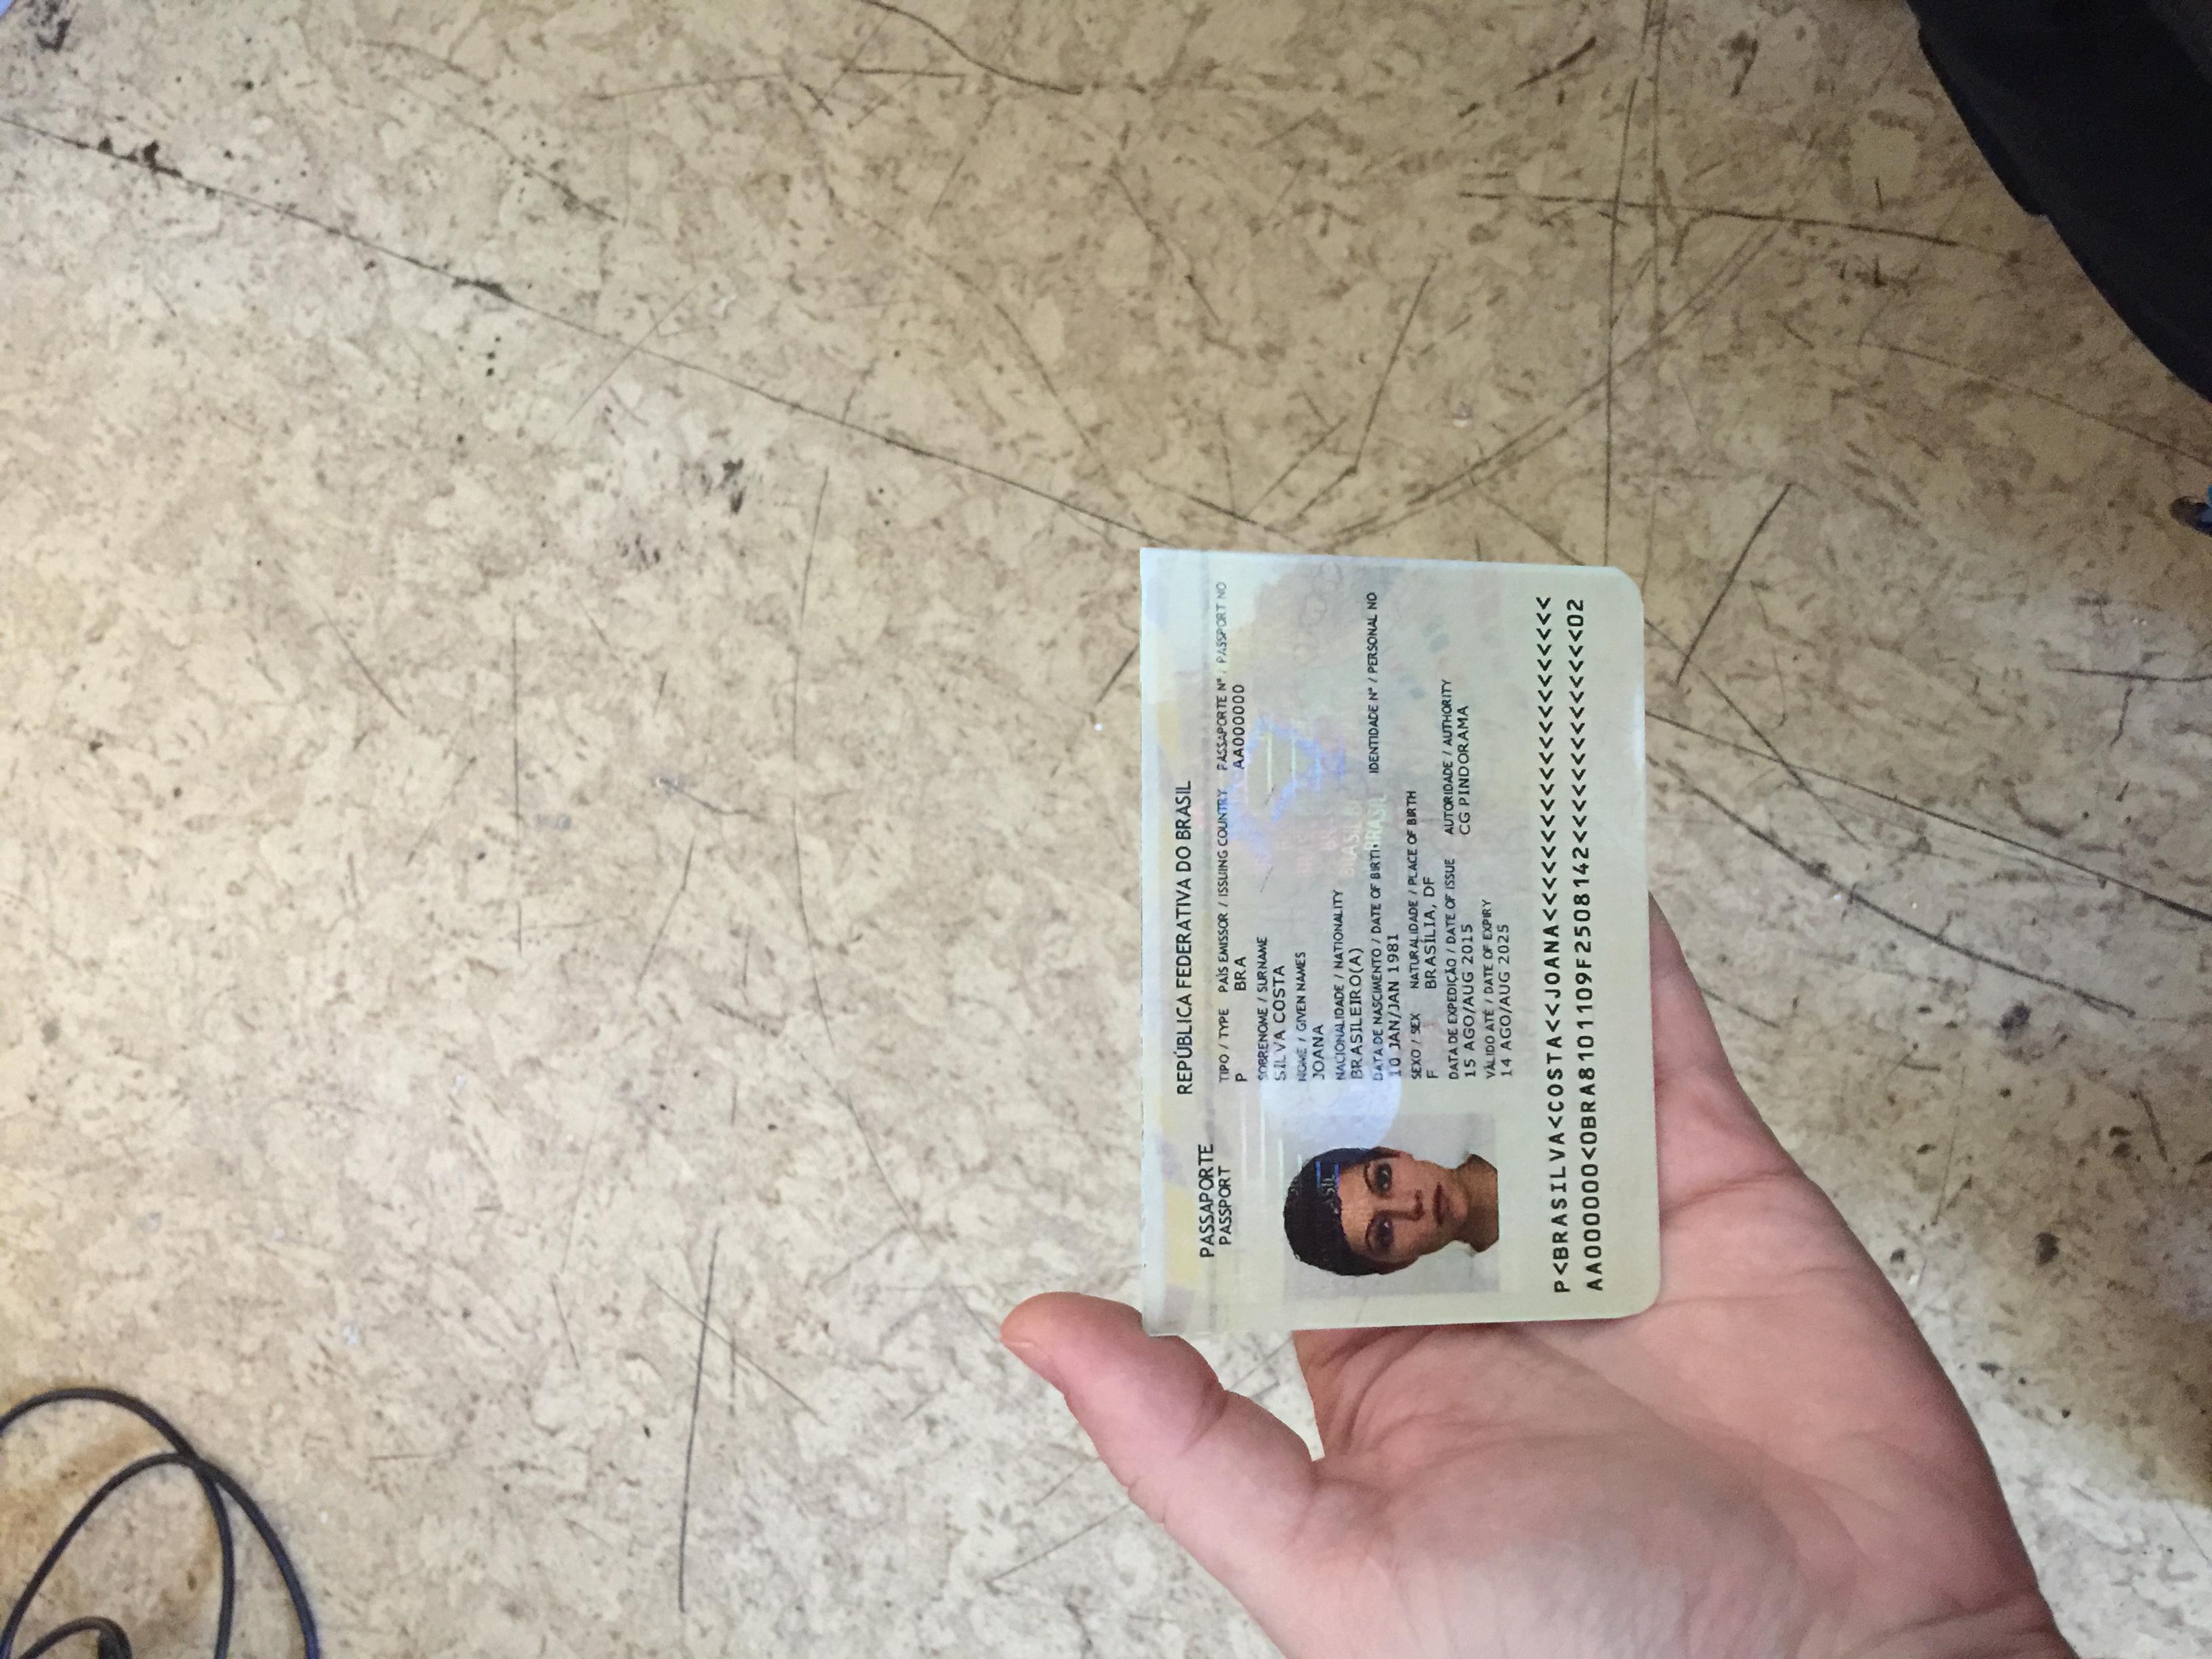 REPÚBLICA FEDERATIVA DO BRASIL
PASSAPORTE
PASSPORT
TIPO / TYPE PAÍS EMISSOR / ISSUING COUNTRY PASSAPORTE Nº / PASSPORT NO
P BRA AA000000
SOBRENOME / SURNAME
SILVA COSTA
NOME / GIVEN NAMES
JOANA
NACIONALIDADE / NATIONALITY
BRASILEIRO(A)
DATA DE NASCIMENTO / DATE OF BIRTH IDENTIDADE Nº / PERSONAL NO
10 JAN/JAN 1981
SEXO / SEX NATURALIDADE / PLACE OF BIRTH
F BRASÍLIA, DF
DATA DE EXPEDIÇÃO / DATE OF ISSUE AUTORIDADE / AUTHORITY
15 AGO/AUG 2015 CG PINDORAMA
VÁLIDO ATÉ / DATE OF EXPIRY
14 AGO/AUG 2025
BRASIL
P<BRASILVA<COSTA<<JOANA<<<<<<<<<<<<<<<<<<<<<
AA000000<0BRA8101109F2508142<<<<<<<<<<<<<<02